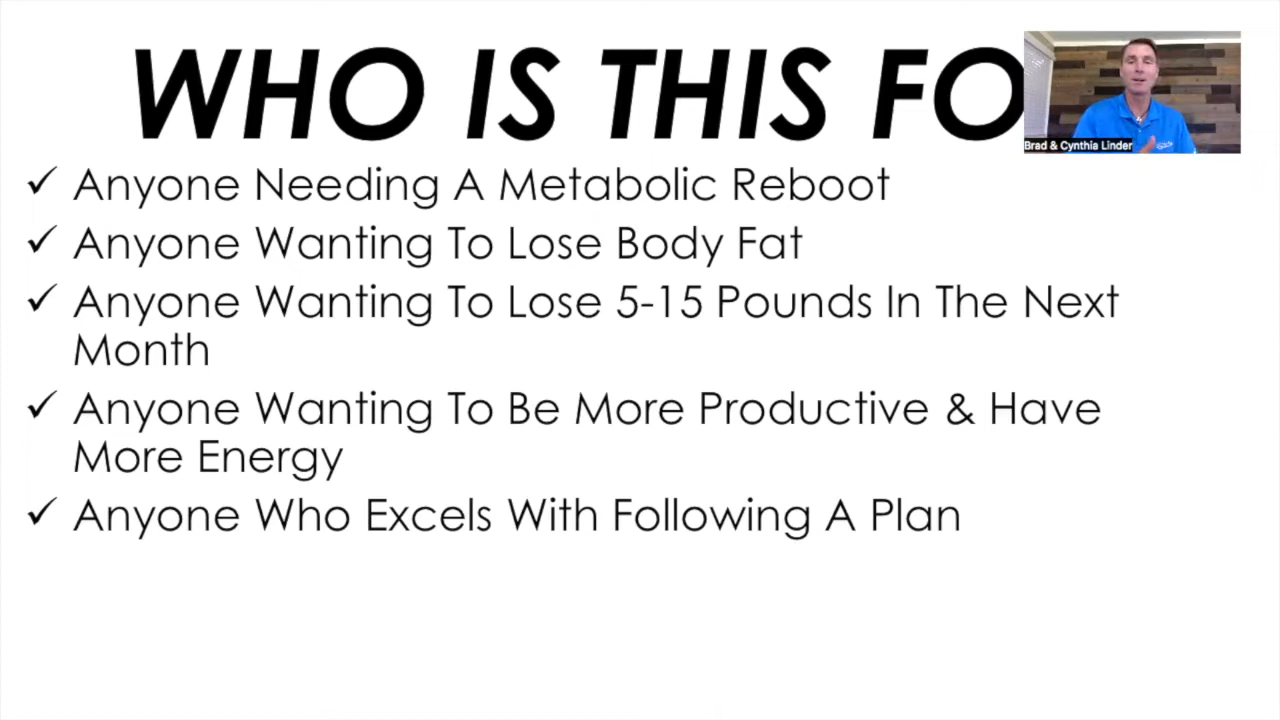 WHO IS THIS FO
Brad & Cynthia Linder
✓ Anyone Needing A Metabolic Reboot
✓ Anyone Wanting To Lose Body Fat
✓ Anyone Wanting To Lose 5-15 Pounds In The Next
Month
✓ Anyone Wanting To Be More Productive & Have
More Energy
✓ Anyone Who Excels With Following A Plan